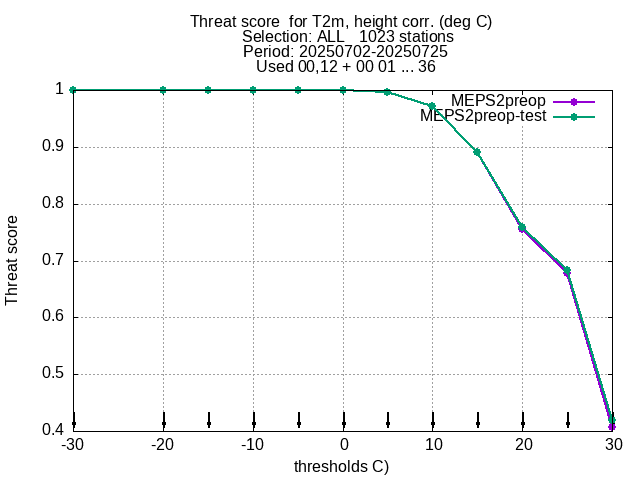 Threat score  for T2m, height corr. (deg C)
Selection: ALL   1023 stations
Period: 20250702-20250725
Used 00,12 + 00 01 ... 36
MEPS2preop
MEPS2preop-test
Threat score
1
0.9
0.8
0.7
0.6
0.5
0.4
-30 -20 -10 0 10 20 30
thresholds C)